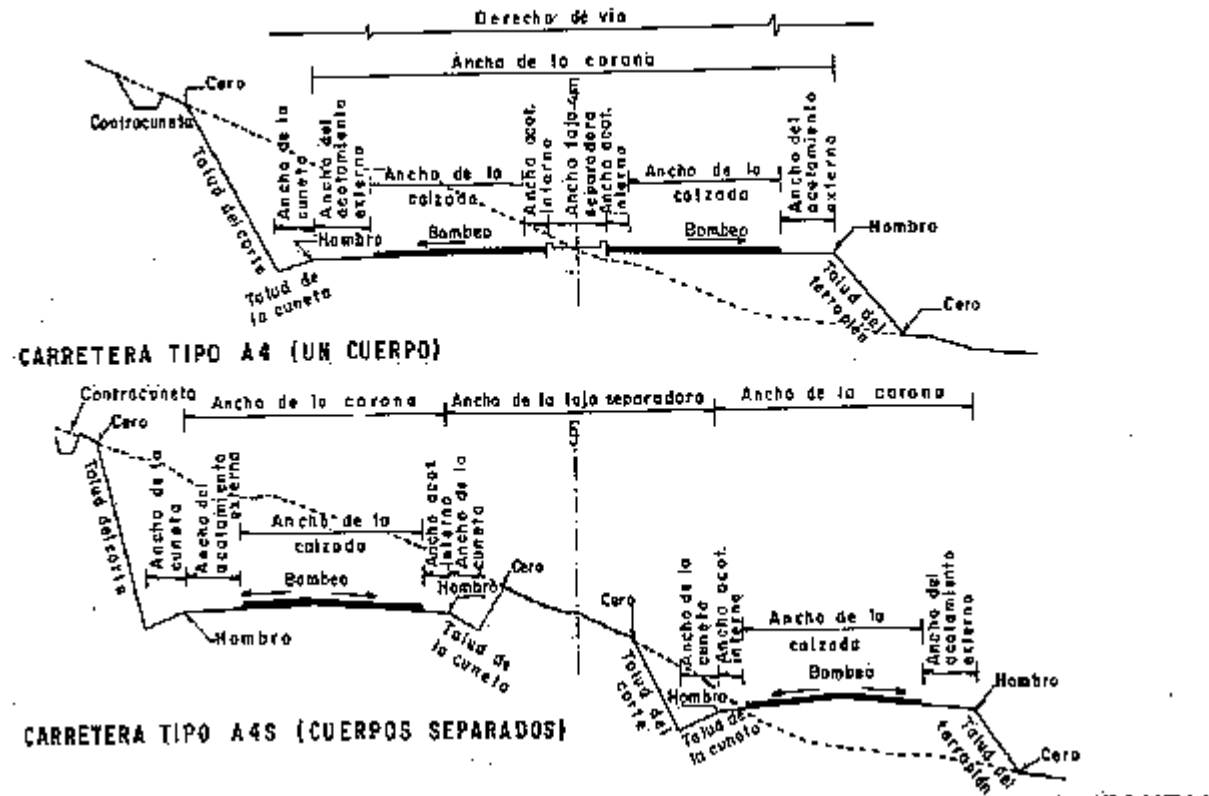 Derecho de via
Ancho de la corona
Cero
Contracuneta
Talud del corte
Ancho de la
cuneta
Ancho del
acotamiento
externo
Ancho de la
calzada
Ancho acot.
interno
Ancho faja
separadora
Ancho acot.
interno
Ancho de la
calzada
Ancho del
acotamiento
externo
Hombro
Bombeo
Bombeo
Hombro
Talud de
la cuneta
Talud del
terraplén
Cero
CARRETERA TIPO A4 (UN CUERPO)
Contracuneta
Cero
Ancho de la corona
Ancho de la faja separadora
Ancho de la corona
Talud del corte
Ancho de la
cuneta
Ancho del
acotamiento
externo
Ancho de la
calzada
Ancho acot.
interno
Ancho de la
cuneta
Bombeo
Hombro
Cero
Hombro
Talud de
la cuneta
Cero
Talud del
corte
Ancho de la
cuneta
Ancho acot.
interno
Ancho de la
calzada
Ancho del
acotamiento
externo
Bombeo
Hombro
Hombro
Talud de
la cuneta
Talud del
terraplén
Cero
CARRETERA TIPO A4S (CUERPOS SEPARADOS)